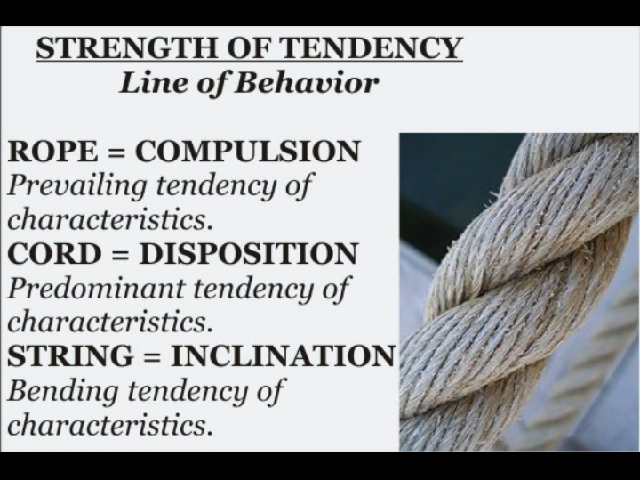 STRENGTH OF TENDENCY
Line of Behavior
ROPE = COMPULSION
Prevailing tendency of
characteristics.
CORD = DISPOSITION
Predominant tendency of
characteristics.
STRING = INCLINATION
Bending tendency of
characteristics.